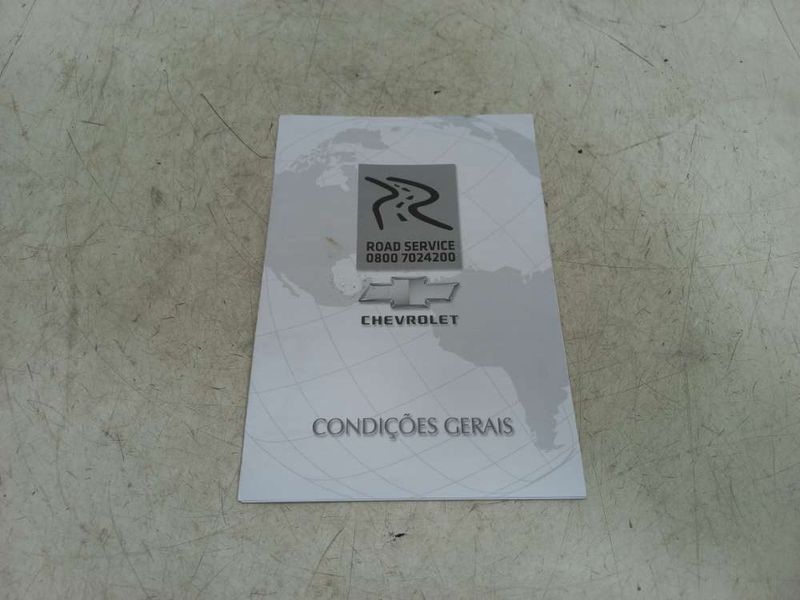 ROAD SERVICE
0800 7024200
CHEVROLET
CONDIÇÕES GERAIS